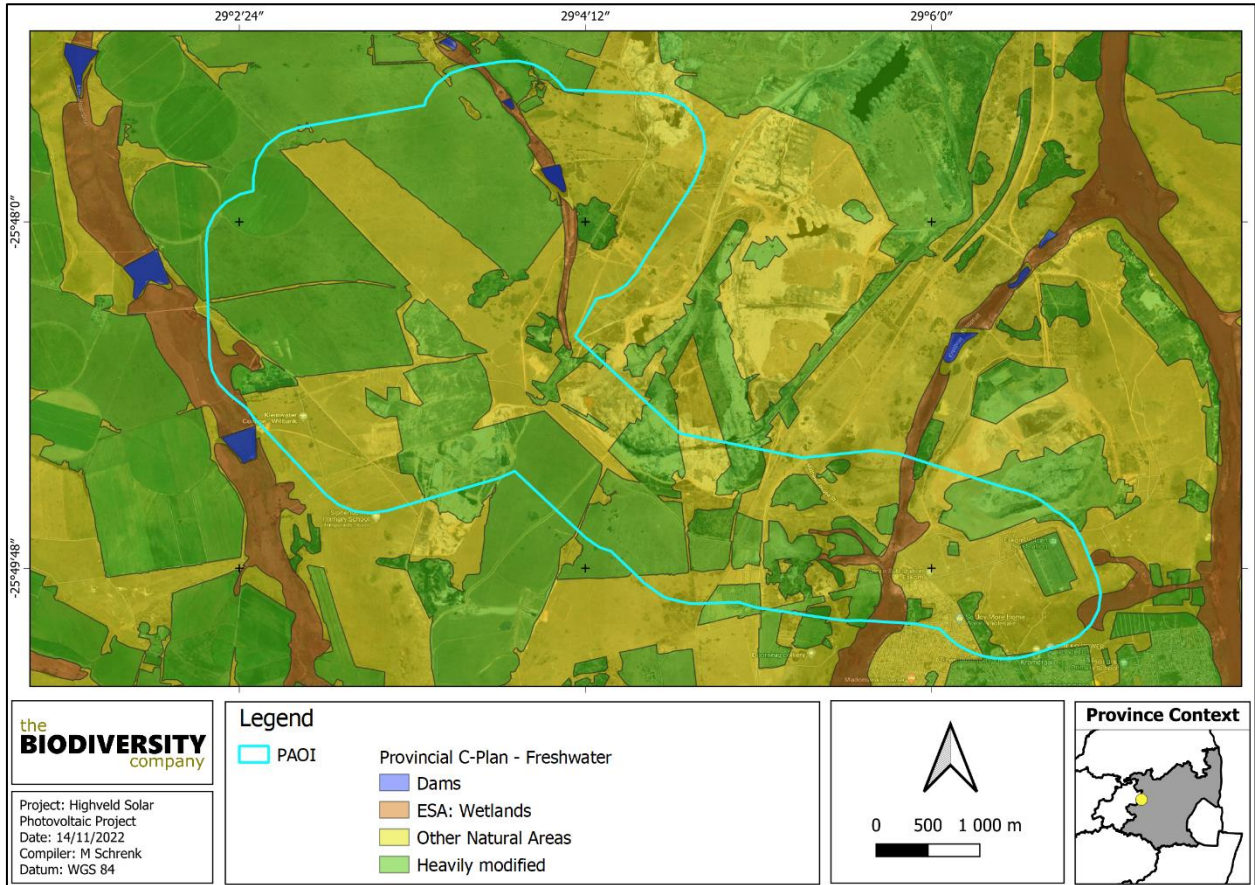 29°2′24″ 29°4′12″ 29°6′0″
-25°48′0″
-25°49′48″
the
BIODIVERSITY
company
Project: Highveld Solar
Photovoltaic Project
Date: 14/11/2022
Compiler: M Schrenk
Datum: WGS 84
Legend
PAOI
Provincial C-Plan - Freshwater
Dams
ESA: Wetlands
Other Natural Areas
Heavily modified
0 500 1 000 m
Province Context